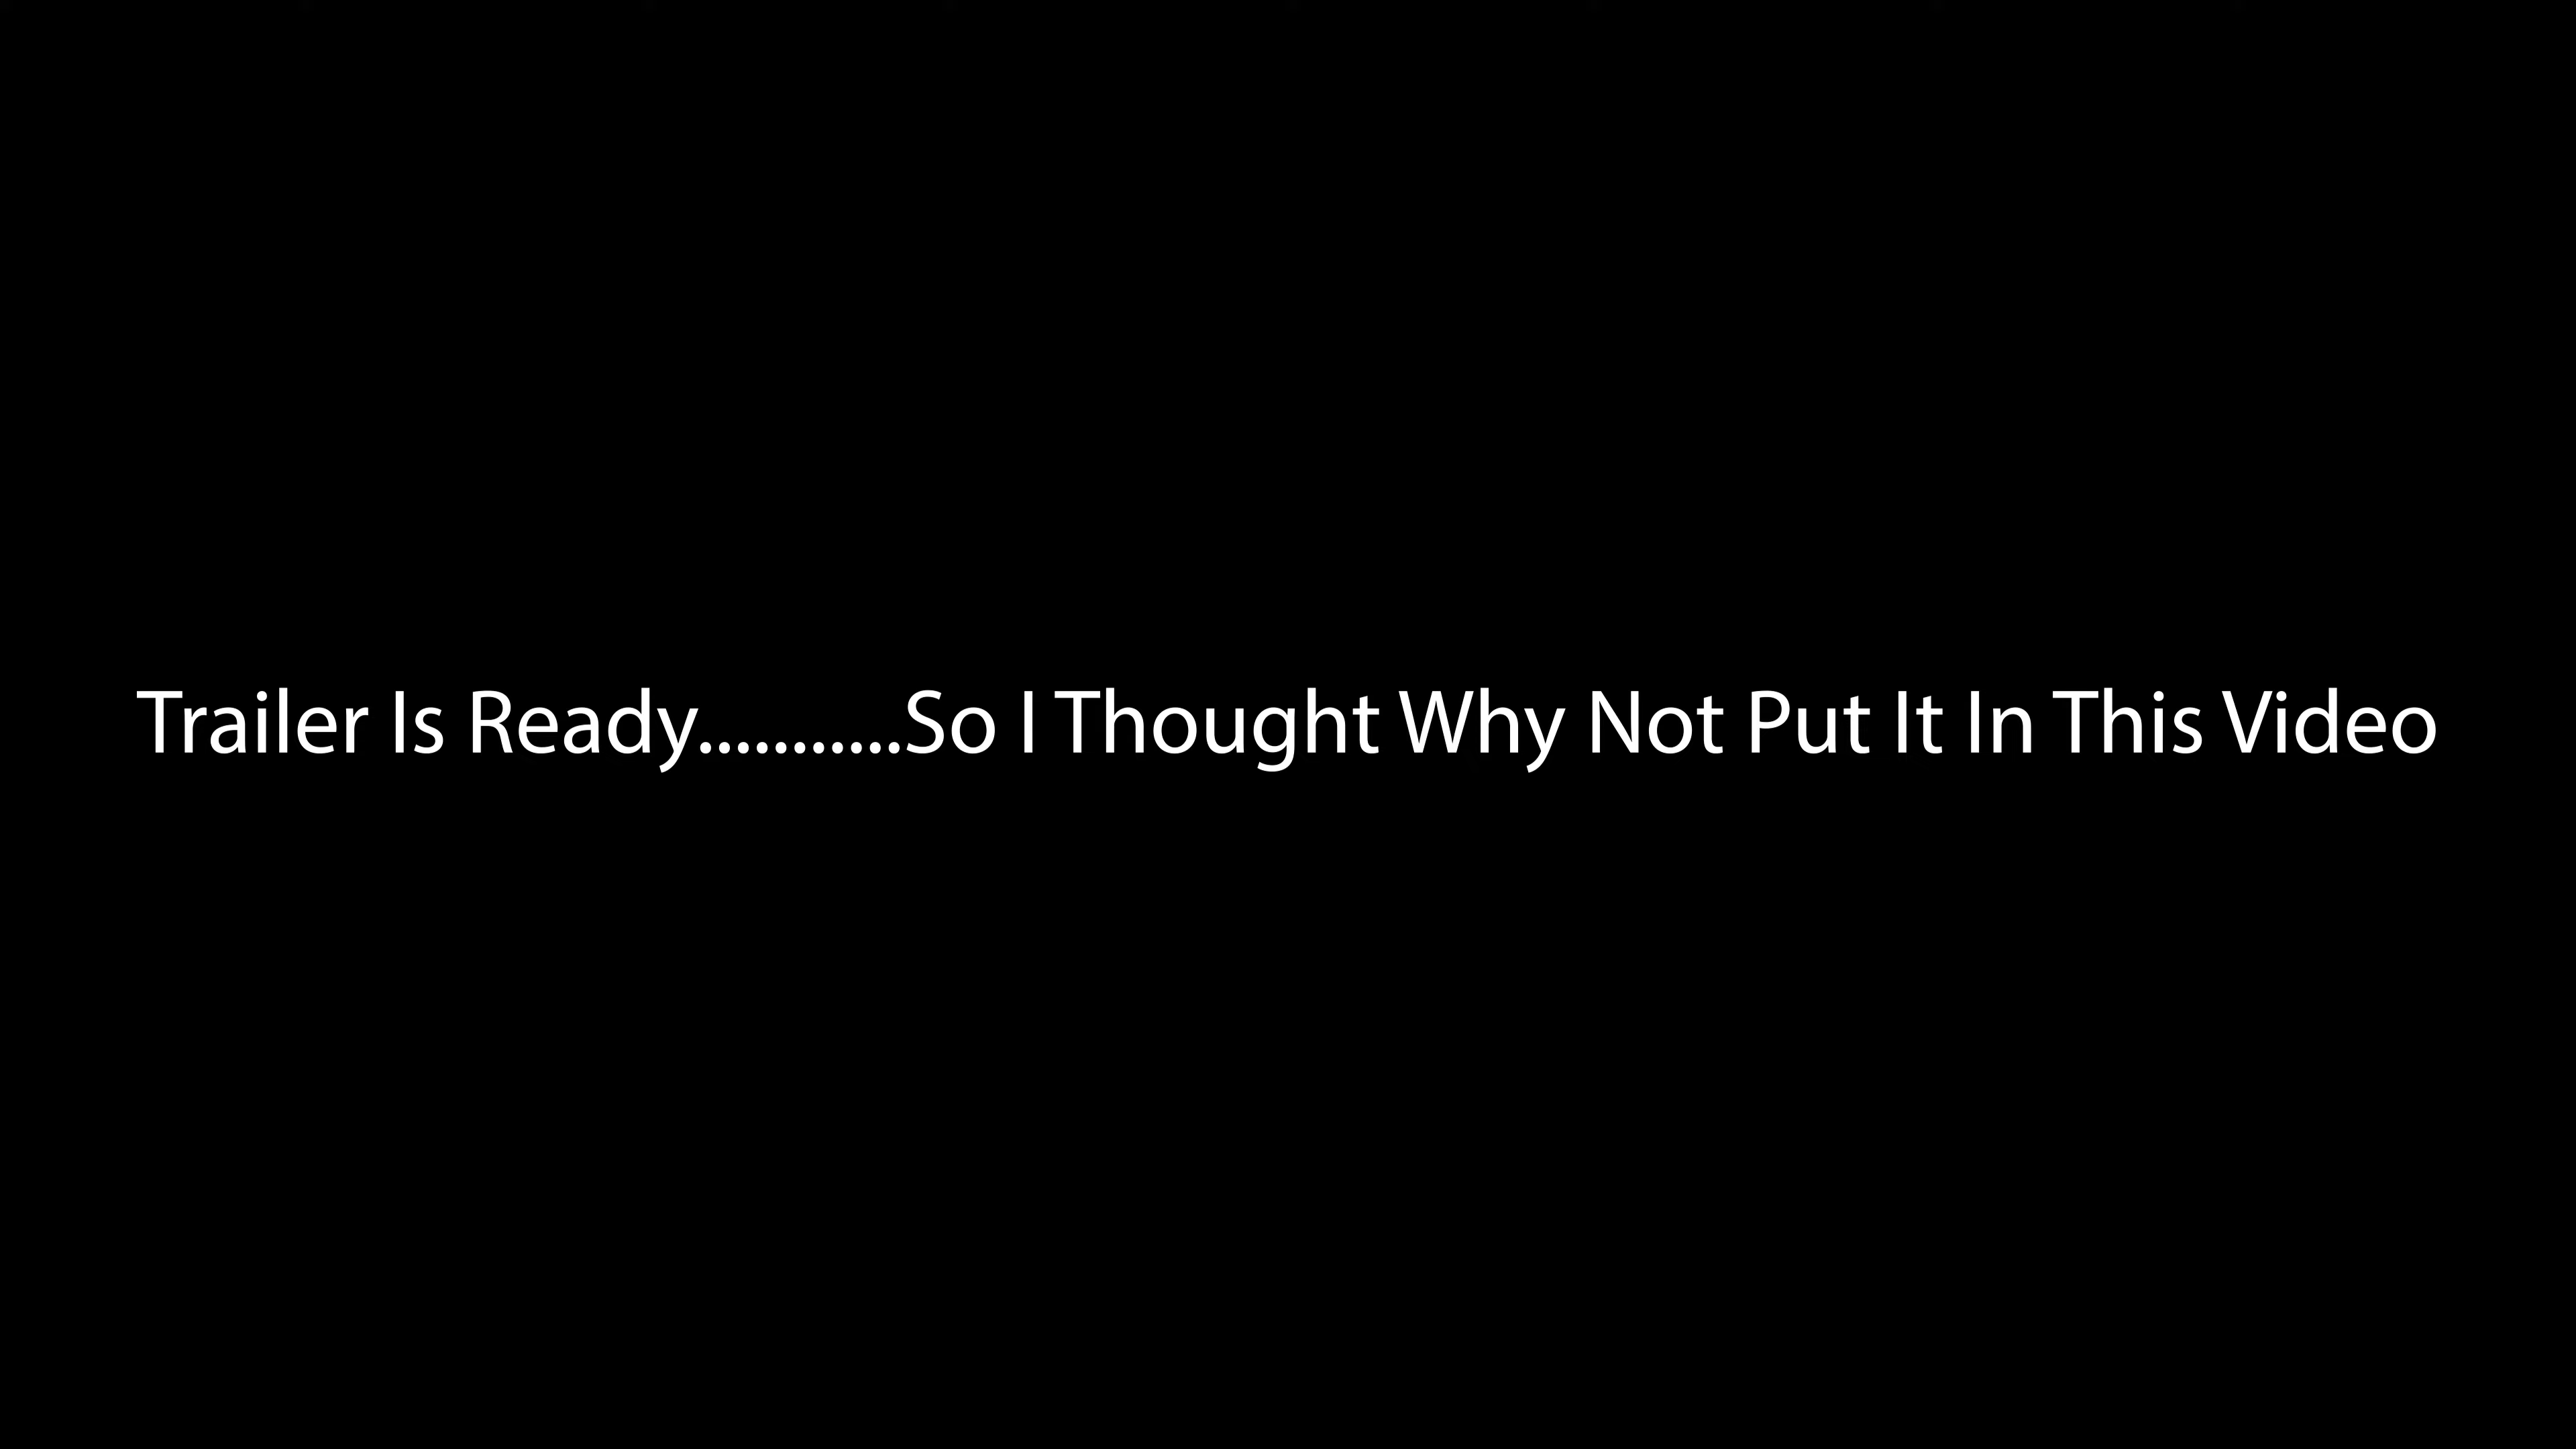 Trailer Is Ready...........So I Thought Why Not Put It In This Video